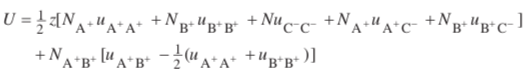 U = ½ z[N_{A⁺}u_{A⁺A⁺} + N_{B⁺}u_{B⁺B⁺} + Nu_{C⁻C⁻} + N_{A⁺}u_{A⁺C⁻} + N_{B⁺}u_{B⁺C⁻}]
+ N_{A⁺B⁺}[u_{A⁺B⁺} − ½(u_{A⁺A⁺} + u_{B⁺B⁺})]